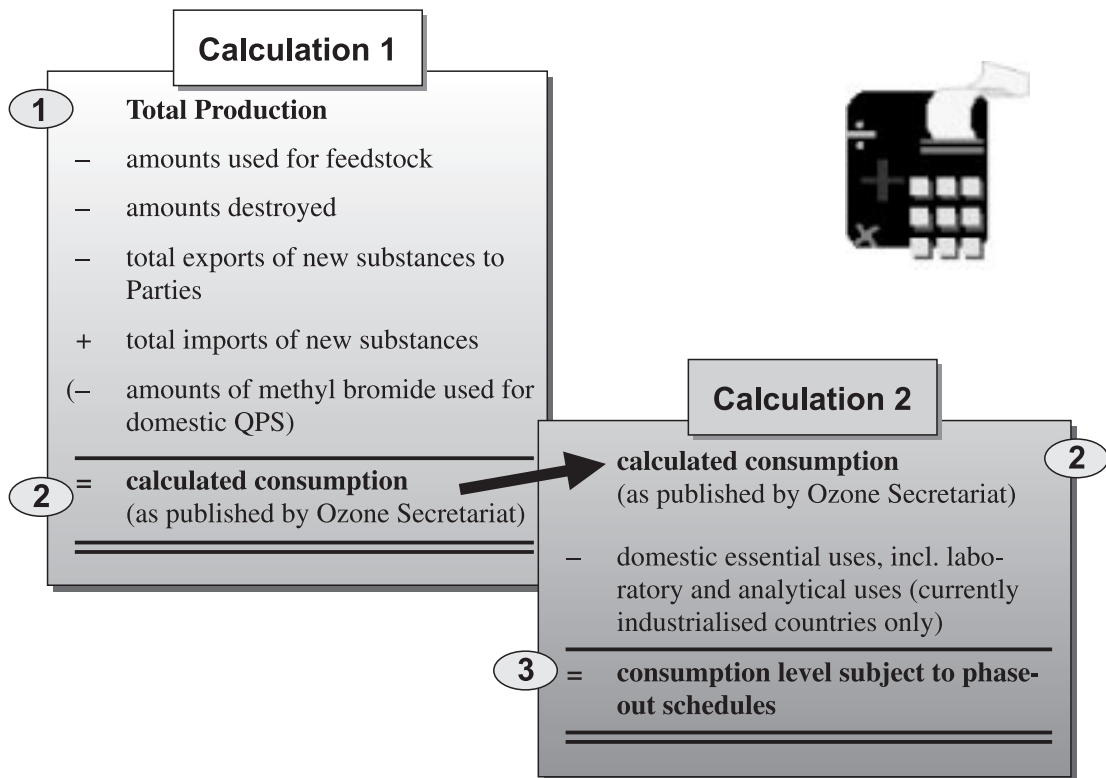 Calculation 1
1
Total Production
– amounts used for feedstock
– amounts destroyed
– total exports of new substances to
Parties
+ total imports of new substances
(– amounts of methyl bromide used for
domestic QPS)
2
= calculated consumption
(as published by Ozone Secretariat)
Calculation 2
2
calculated consumption
(as published by Ozone Secretariat)
– domestic essential uses, incl. labo-
ratory and analytical uses (currently
industrialised countries only)
3
= consumption level subject to phase-
out schedules